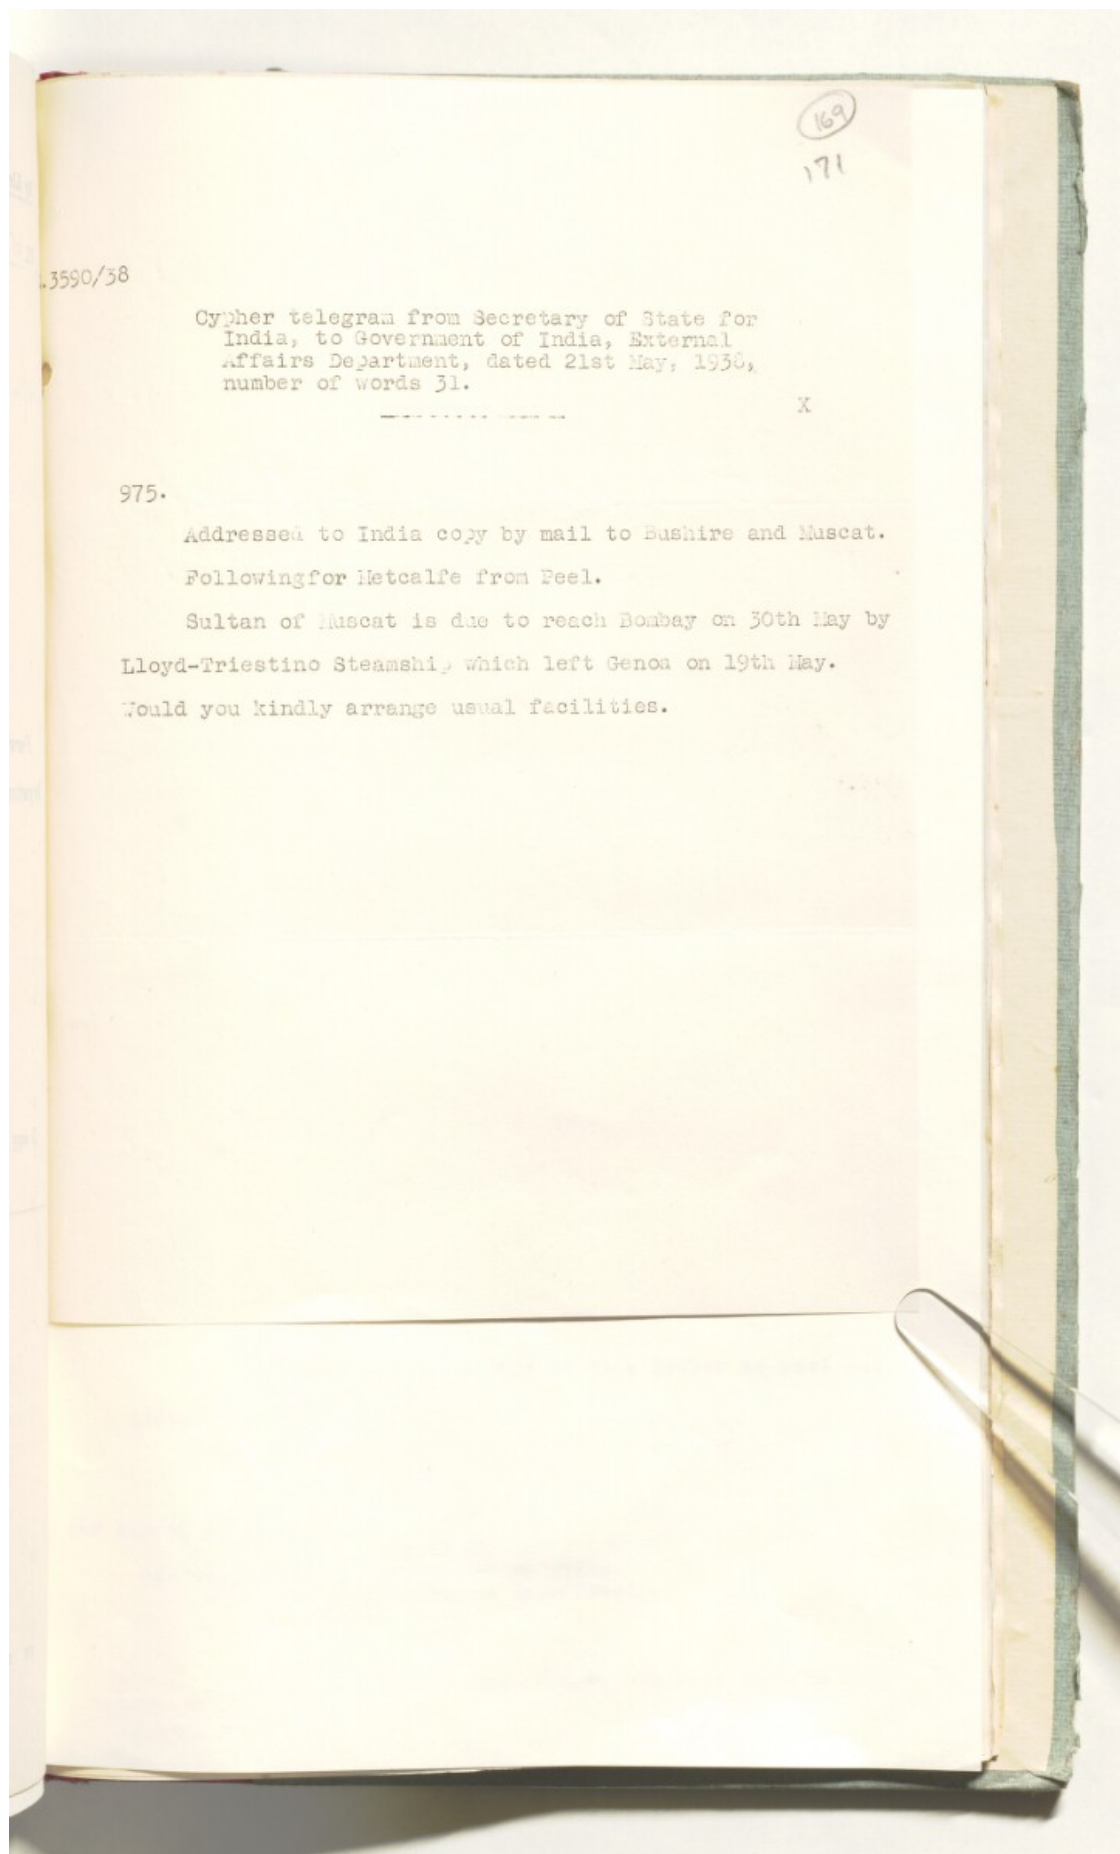 169
171
.3590/38
Cypher telegram from Secretary of State for
India, to Government of India, External
Affairs Department, dated 21st May, 1938,
number of words 31.
X
975.
Addressed to India copy by mail to Bushire and Muscat.
Followingfor Metcalfe from Peel.
Sultan of Muscat is due to reach Bombay on 30th May by
Lloyd-Triestino Steamship which left Genoa on 19th May.
Would you kindly arrange usual facilities.